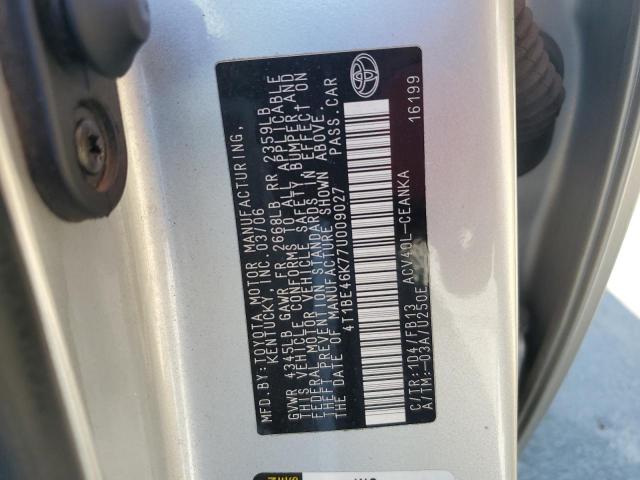 MFD.BY:TOYOTA MOTOR MANUFACTURING,
KENTUCKY, INC. 03/06
GVWR 4345LB GAWR FR 2668LB RR 2359LB
THIS VEHICLE CONFORMS TO ALL APPLICABLE
FEDERAL MOTOR VEHICLE SAFETY, BUMPER, AND
THEFT PREVENTION STANDARDS IN EFFECT ON
THE DATE OF MANUFACTURE SHOWN ABOVE.
4T1BE46K77U009027 PASS.CAR
C/TR:1D4/FB13 ACV40L-CEANKA
A/TM:-03A/U250E 16199